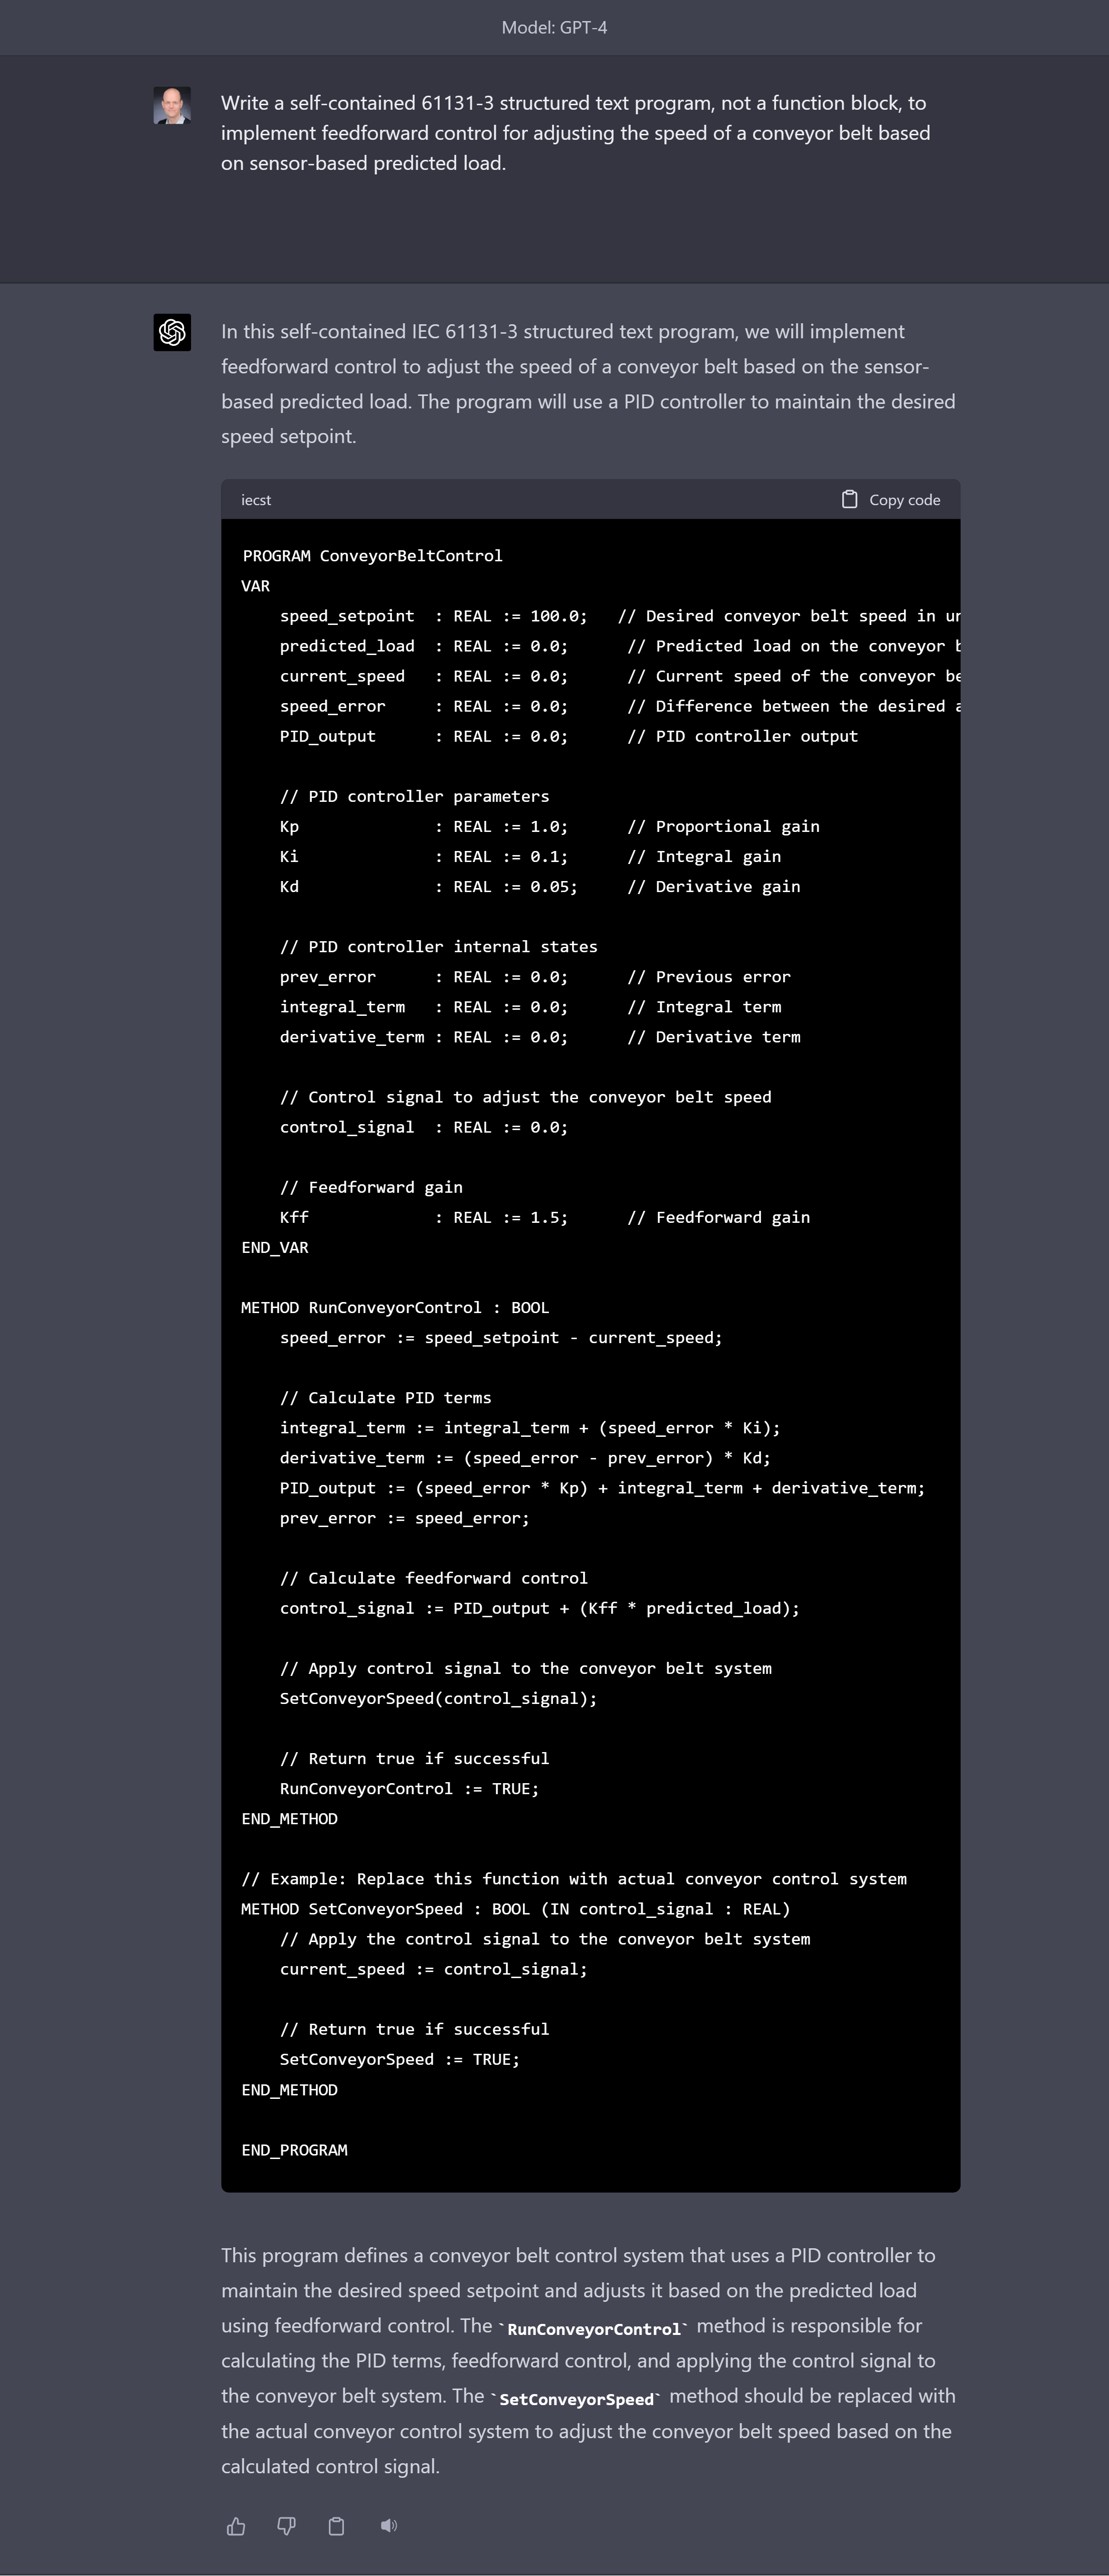 Model: GPT-4
Write a self-contained 61131-3 structured text program, not a function block, to
implement feedforward control for adjusting the speed of a conveyor belt based
on sensor-based predicted load.
In this self-contained IEC 61131-3 structured text program, we will implement
feedforward control to adjust the speed of a conveyor belt based on the sensor-
based predicted load. The program will use a PID controller to maintain the desired
speed setpoint.
iecst Copy code
PROGRAM ConveyorBeltControl
VAR
    speed_setpoint  : REAL := 100.0;   // Desired conveyor belt speed in un
    predicted_load  : REAL := 0.0;      // Predicted load on the conveyor b
    current_speed   : REAL := 0.0;      // Current speed of the conveyor be
    speed_error     : REAL := 0.0;      // Difference between the desired a
    PID_output      : REAL := 0.0;      // PID controller output
    // PID controller parameters
    Kp              : REAL := 1.0;      // Proportional gain
    Ki              : REAL := 0.1;      // Integral gain
    Kd              : REAL := 0.05;     // Derivative gain
    // PID controller internal states
    prev_error      : REAL := 0.0;      // Previous error
    integral_term   : REAL := 0.0;      // Integral term
    derivative_term : REAL := 0.0;      // Derivative term
    // Control signal to adjust the conveyor belt speed
    control_signal  : REAL := 0.0;
    // Feedforward gain
    Kff             : REAL := 1.5;      // Feedforward gain
END_VAR
METHOD RunConveyorControl : BOOL
    speed_error := speed_setpoint - current_speed;
    // Calculate PID terms
    integral_term := integral_term + (speed_error * Ki);
    derivative_term := (speed_error - prev_error) * Kd;
    PID_output := (speed_error * Kp) + integral_term + derivative_term;
    prev_error := speed_error;
    // Calculate feedforward control
    control_signal := PID_output + (Kff * predicted_load);
    // Apply control signal to the conveyor belt system
    SetConveyorSpeed(control_signal);
    // Return true if successful
    RunConveyorControl := TRUE;
END_METHOD
// Example: Replace this function with actual conveyor control system
METHOD SetConveyorSpeed : BOOL (IN control_signal : REAL)
    // Apply the control signal to the conveyor belt system
    current_speed := control_signal;
    // Return true if successful
    SetConveyorSpeed := TRUE;
END_METHOD
END_PROGRAM
This program defines a conveyor belt control system that uses a PID controller to
maintain the desired speed setpoint and adjusts it based on the predicted load
using feedforward control. The `RunConveyorControl` method is responsible for
calculating the PID terms, feedforward control, and applying the control signal to
the conveyor belt system. The `SetConveyorSpeed` method should be replaced with
the actual conveyor control system to adjust the conveyor belt speed based on the
calculated control signal.